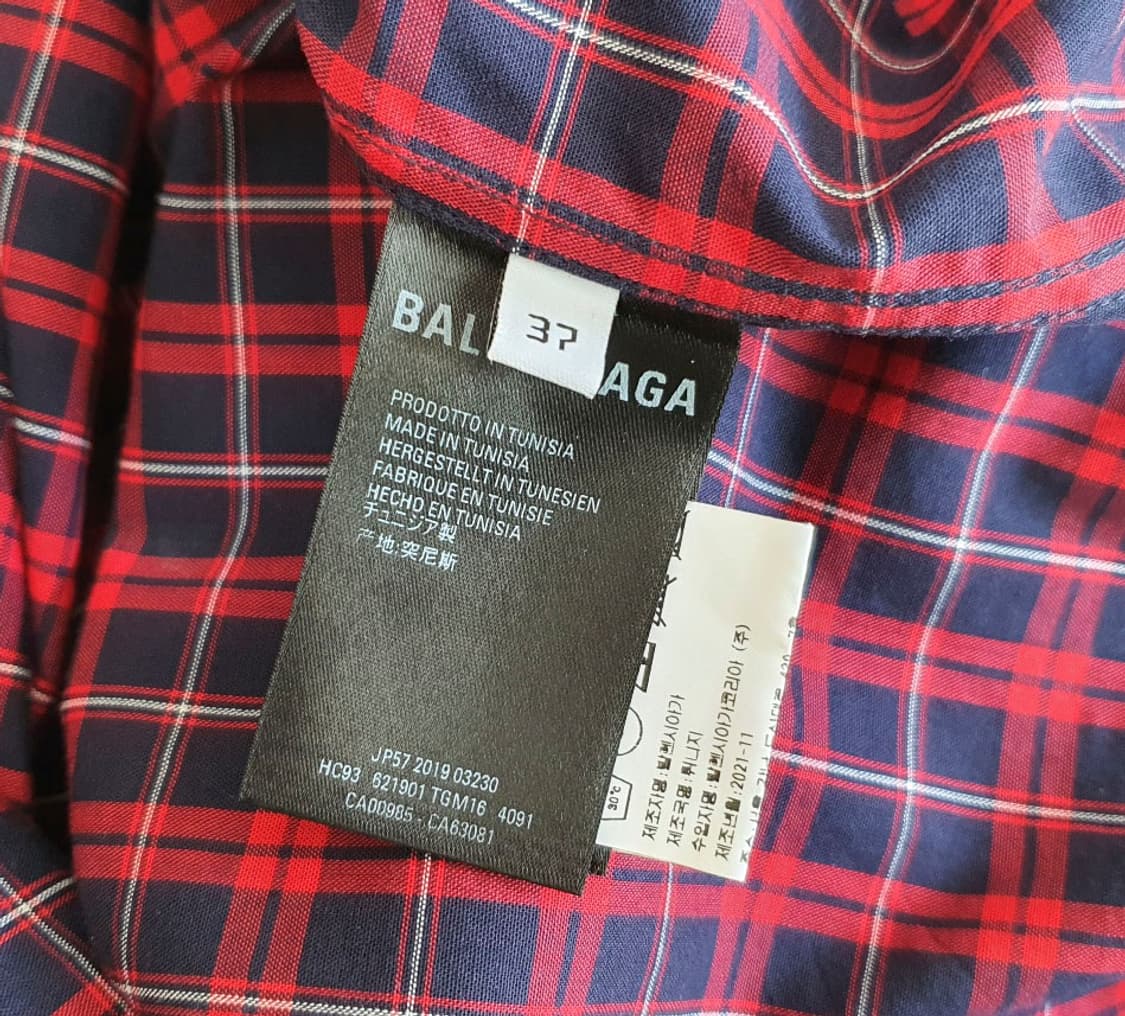 37
BAL AGA
PRODOTTO IN TUNISIA
MADE IN TUNISIA
HERGESTELLT IN TUNESIEN
FABRIQUE EN TUNISIE
HECHO EN TUNISIA
チュニジア製
产地:突尼斯
JP57 2019 03230
HC93 621901 TGM16 4091
CA00985 - CA63081
30°c
제조자명:발렌시아가
제조국명:튀니지
수입자명:발렌시아가코리아 (주)
제조년월:2021-11